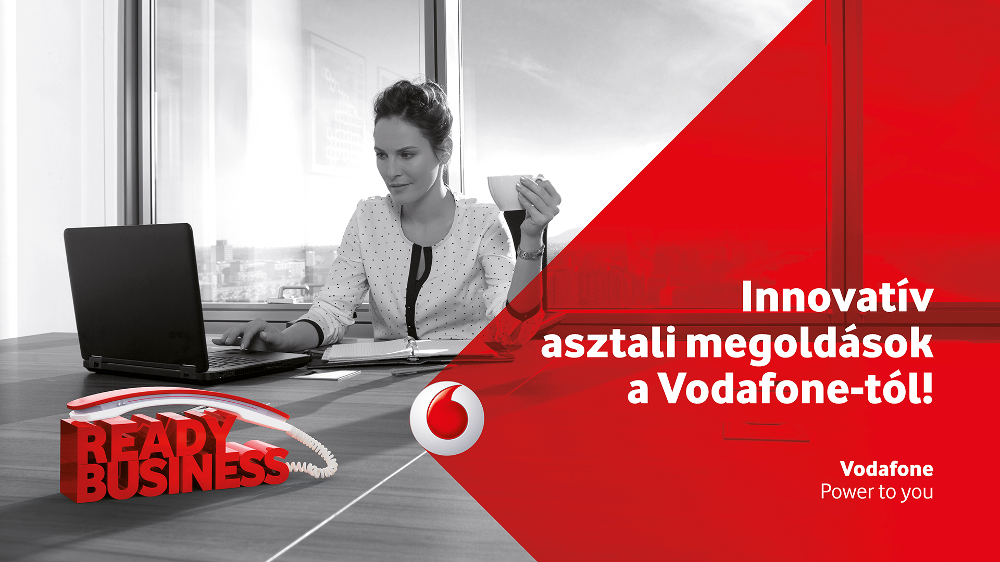 Innovatív
asztali megoldások
a Vodafone-tól!
READY
BUSINESS
Vodafone
Power to you